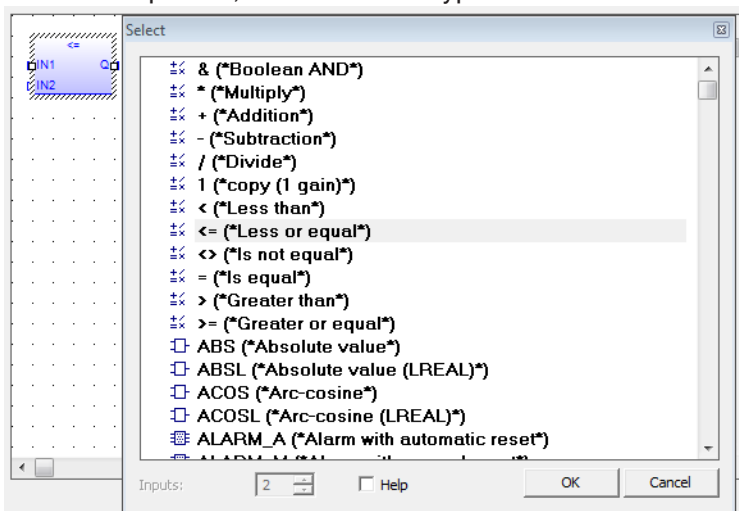 Select
<=
IN1 Q
IN2
& (*Boolean AND*)
* (*Multiply*)
+ (*Addition*)
- (*Subtraction*)
/ (*Divide*)
1 (*copy (1 gain)*)
< (*Less than*)
<= (*Less or equal*)
<> (*Is not equal*)
= (*Is equal*)
> (*Greater than*)
>= (*Greater or equal*)
ABS (*Absolute value*)
ABSL (*Absolute value (LREAL)*)
ACOS (*Arc-cosine*)
ACOSL (*Arc-cosine (LREAL)*)
ALARM_A (*Alarm with automatic reset*)
Inputs: 2 Help OK Cancel